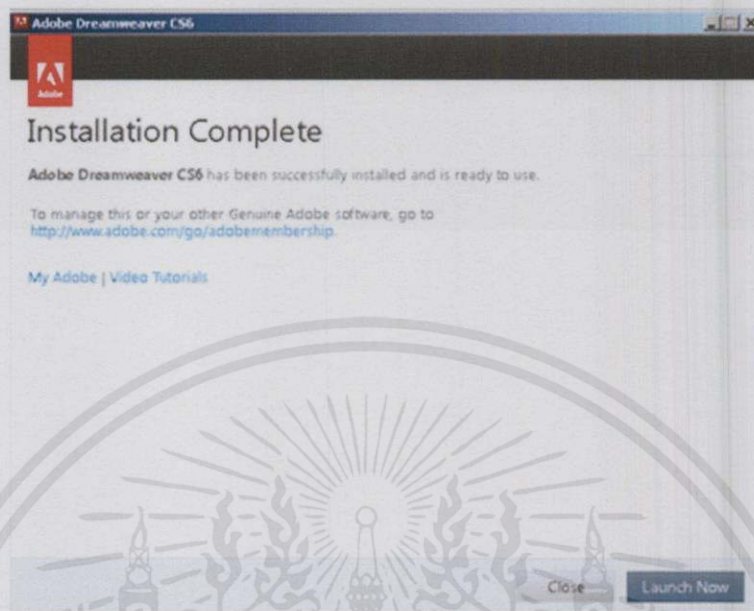 Adobe Dreamweaver CS6
Adobe
Installation Complete
Adobe Dreamweaver CS6 has been successfully installed and is ready to use.
To manage this or your other Genuine Adobe software, go to
http://www.adobe.com/go/adobemembership.
My Adobe | Video Tutorials
Close
Launch Now